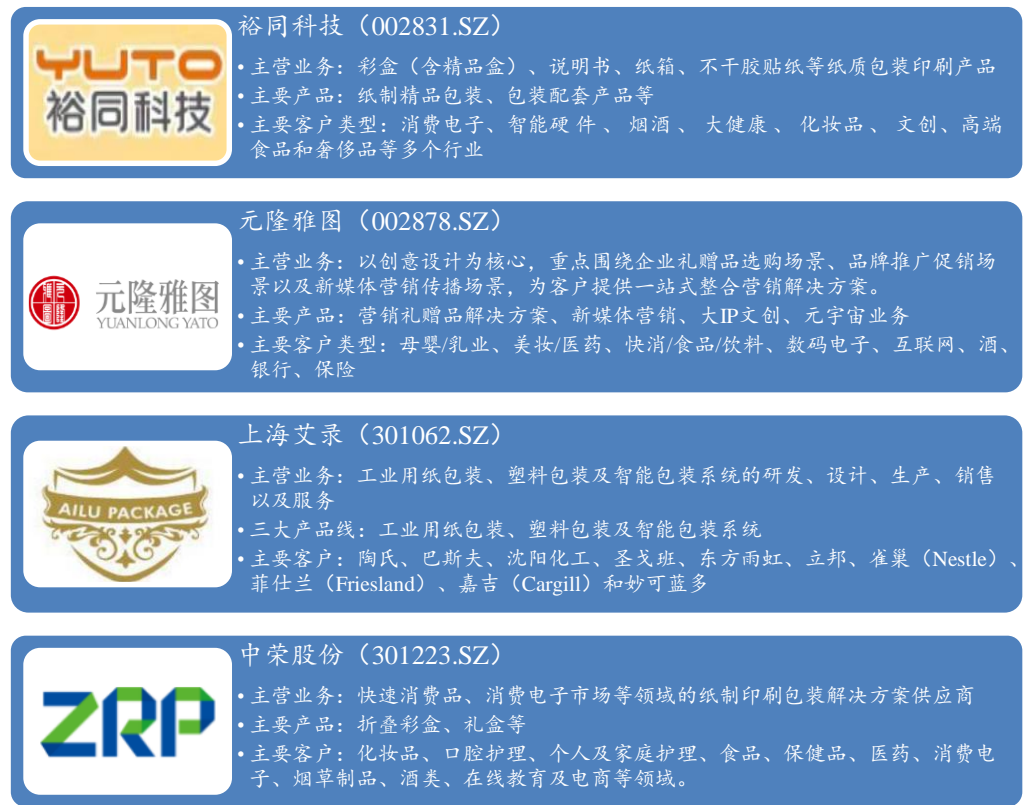 YUTO
裕同科技
裕同科技（002831.SZ）
•主营业务：彩盒（含精品盒）、说明书、纸箱、不干胶贴纸等纸质包装印刷产品
•主要产品：纸制精品包装、包装配套产品等
•主要客户类型：消费电子、智能硬 件 、 烟酒 、 大健康 、 化妆品 、 文创、高端
食品和奢侈品等多个行业
元隆雅图
YUANLONG YATO
元隆雅图（002878.SZ）
•主营业务：以创意设计为核心，重点围绕企业礼赠品选购场景、品牌推广促销场
景以及新媒体营销传播场景，为客户提供一站式整合营销解决方案。
•主要产品：营销礼赠品解决方案、新媒体营销、大IP文创、元宇宙业务
•主要客户类型：母婴/乳业、美妆/医药、快消/食品/饮料、数码电子、互联网、酒、
银行、保险
AILU PACKAGE
上海艾录（301062.SZ）
•主营业务：工业用纸包装、塑料包装及智能包装系统的研发、设计、生产、销售
以及服务
•三大产品线：工业用纸包装、塑料包装及智能包装系统
•主要客户：陶氏、巴斯夫、沈阳化工、圣戈班、东方雨虹、立邦、雀巢（Nestle）、
菲仕兰（Friesland）、嘉吉（Cargill）和妙可蓝多
ZRP
中荣股份（301223.SZ）
•主营业务：快速消费品、消费电子市场等领域的纸制印刷包装解决方案供应商
•主要产品：折叠彩盒、礼盒等
•主要客户：化妆品、口腔护理、个人及家庭护理、食品、保健品、医药、消费电
子、烟草制品、酒类、在线教育及电商等领域。